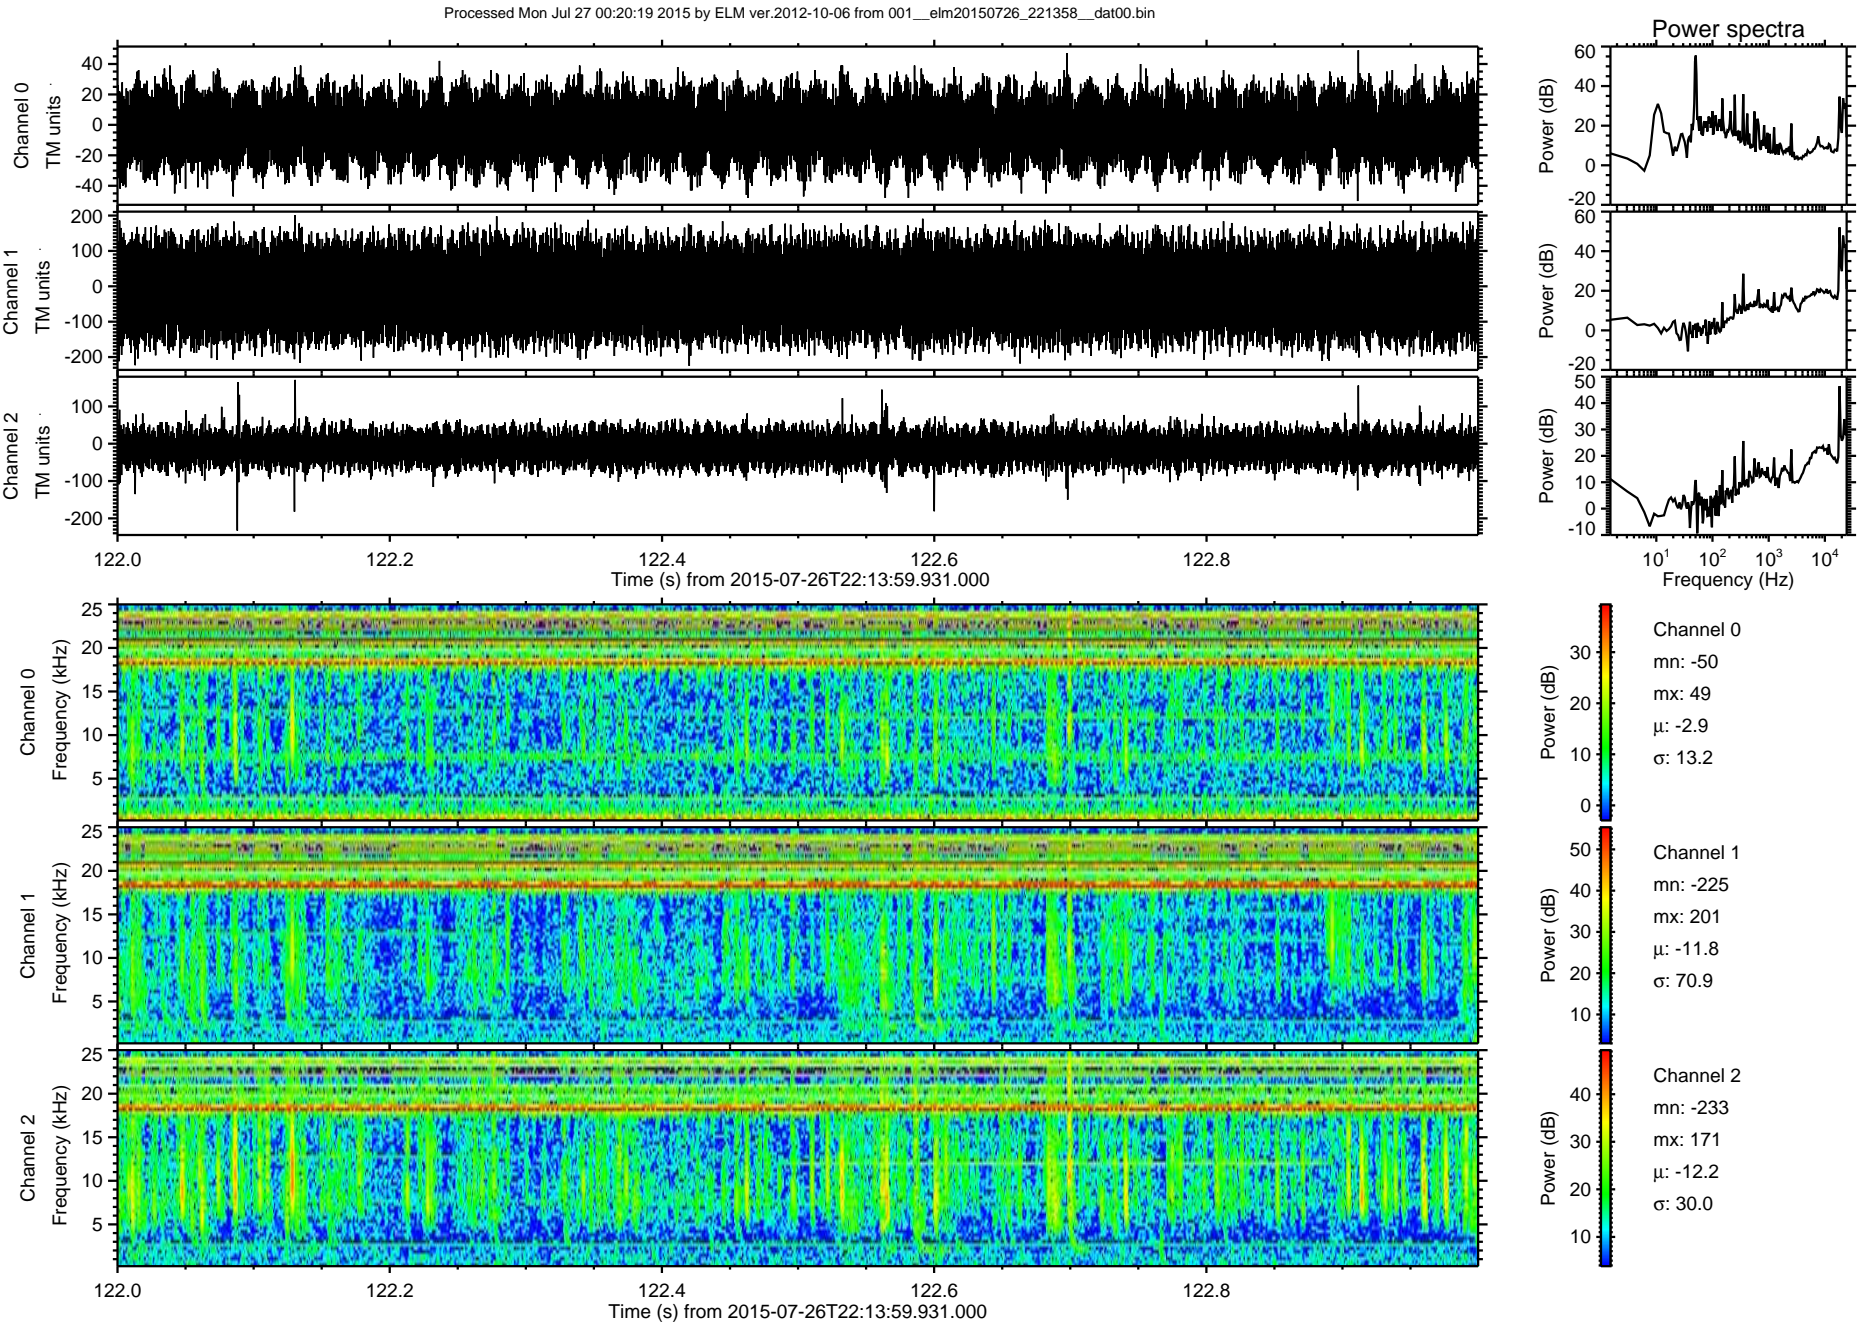 Processed Mon Jul 27 00:20:19 2015 by ELM ver.2012-10-06 from 001__elm20150726_221358__dat00.bin
Power spectra
Channel 0
TM units
40
20
0
-20
-40
Power (dB)
60
40
20
0
-20
Channel 1
TM units
200
100
0
-100
-200
Power (dB)
60
40
20
0
-20
Channel 2
TM units
100
0
-100
-200
Power (dB)
50
40
30
20
10
0
-10
122.0 122.2 122.4 122.6 122.8
Time (s) from 2015-07-26T22:13:59.931.000
10¹ 10² 10³ 10⁴
Frequency (Hz)
Channel 0
Frequency (kHz)
25
20
15
10
5
Power (dB)
30
20
10
0
Channel 0
mn: -50
mx: 49
μ: -2.9
σ: 13.2
Channel 1
Frequency (kHz)
25
20
15
10
5
Power (dB)
50
40
30
20
10
Channel 1
mn: -225
mx: 201
μ: -11.8
σ: 70.9
Channel 2
Frequency (kHz)
25
20
15
10
5
Power (dB)
40
30
20
10
Channel 2
mn: -233
mx: 171
μ: -12.2
σ: 30.0
122.0 122.2 122.4 122.6 122.8
Time (s) from 2015-07-26T22:13:59.931.000